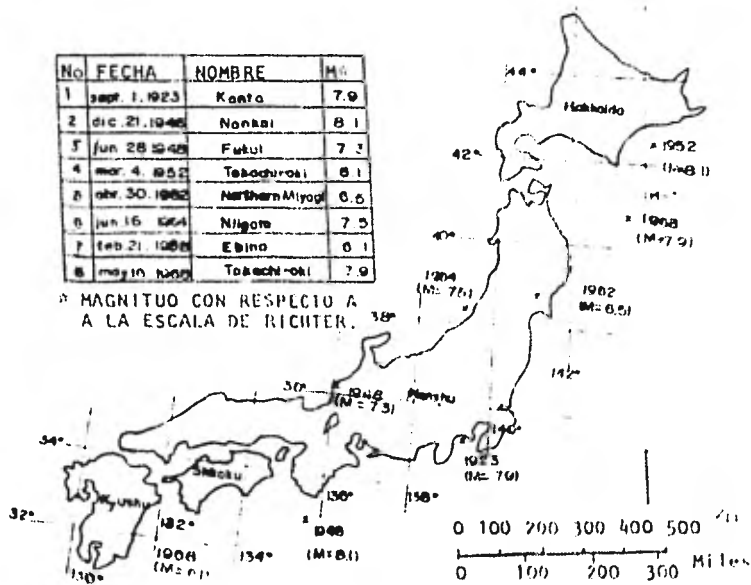 No FECHA NOMBRE
1 sept. 1. 1923 Kanto 7.9
2 dic. 21. 1946 Nankai 8.1
3 jun 28 1948 Fukui 7.3
4 mar. 4. 1952 Tokachi-oki 8.1
5 abr. 30. 1962 Northern Miyagi 6.5
6 jun 16 1964 Niigata 7.5
7 feb 21. 1968 Ebino 6.1
8 may 16 1968 Tokachi-oki 7.9
* MAGNITUD CON RESPECTO A
A LA ESCALA DE RICHTER.
44°
Hokkaido
42°
1952
(M=8.1)
1968
(M=7.9)
40°
1964
(M=7.5)
1962
(M=6.5)
38°
142°
1948
(M=7.3)
Honshu
34°
140°
1923
(M=7.9)
Shikoku
Kyushu
136°
138°
32°
132°
134°
1946
(M=8.1)
1968
130°
0 100 200 300 400 500
Miles
0 100 200 300